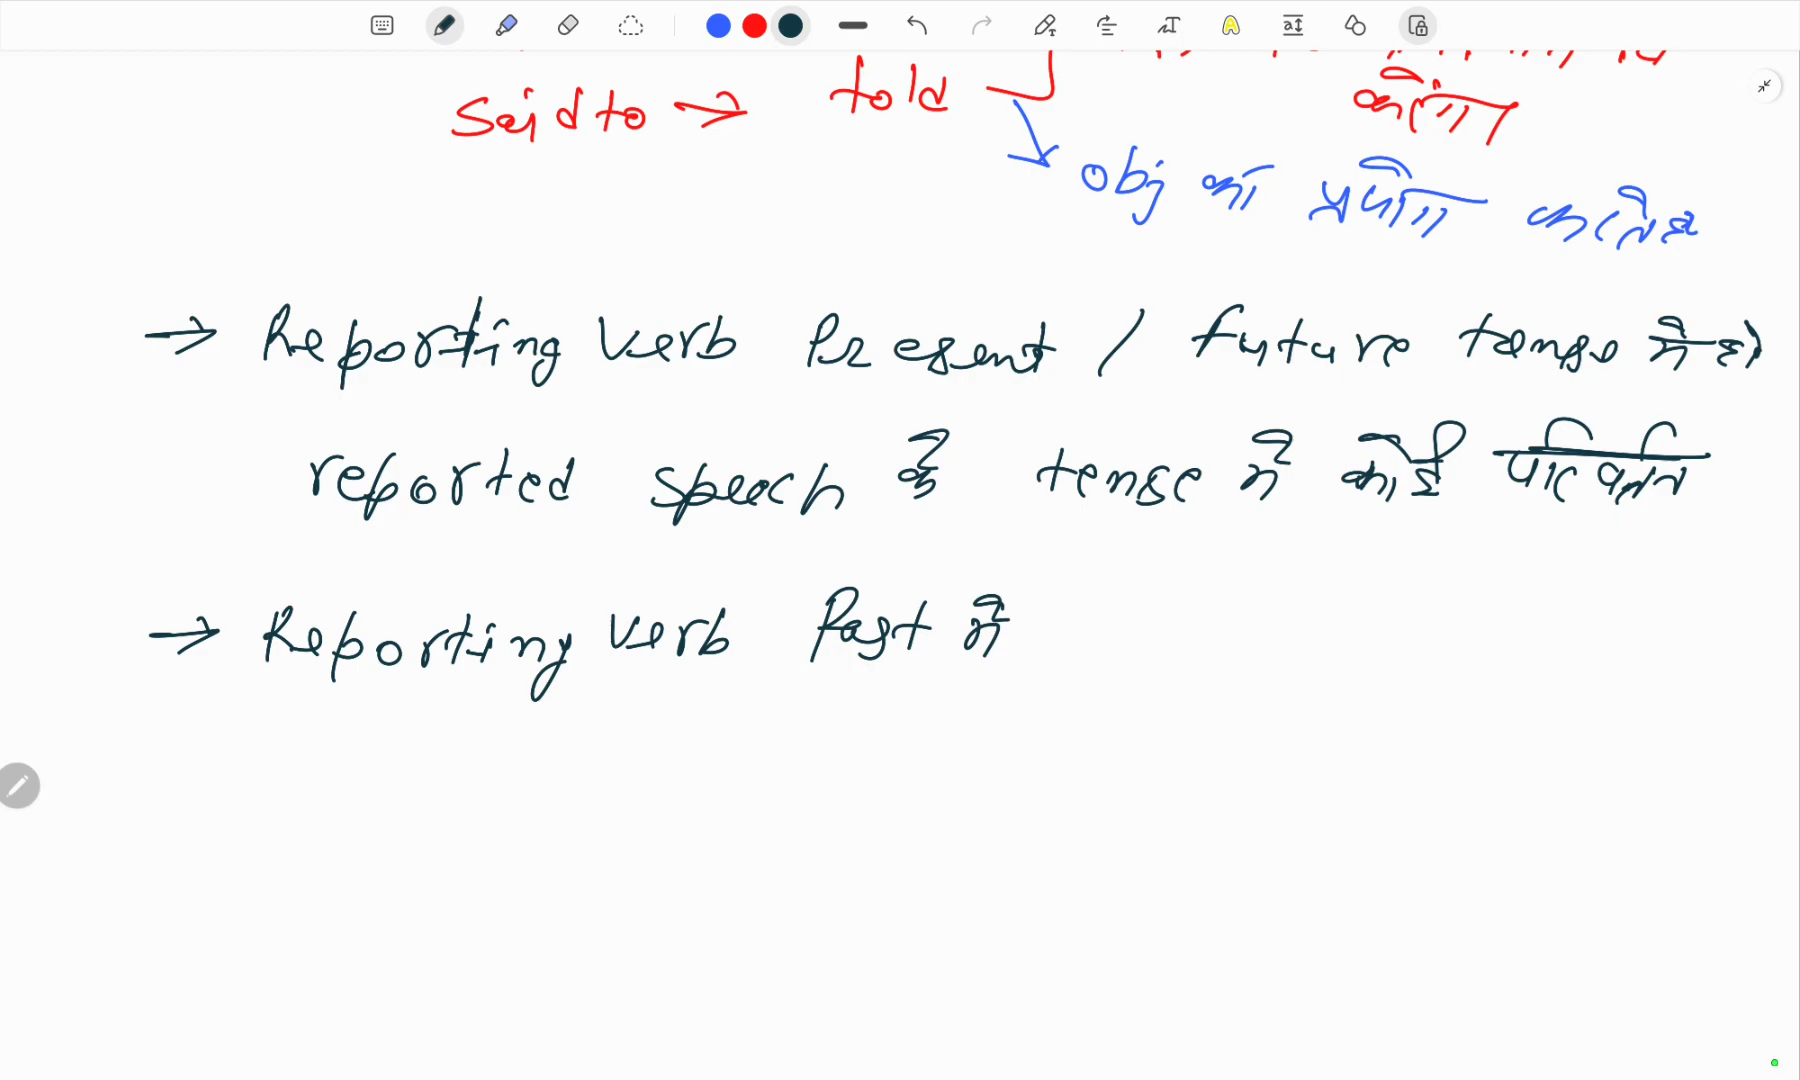 said to → told
करेंगे
obj का प्रयोग करते है
→ Reporting verb Present / future tense में हो
reported speech के tense में कोई परिवर्तन
→ Reporting verb Past में